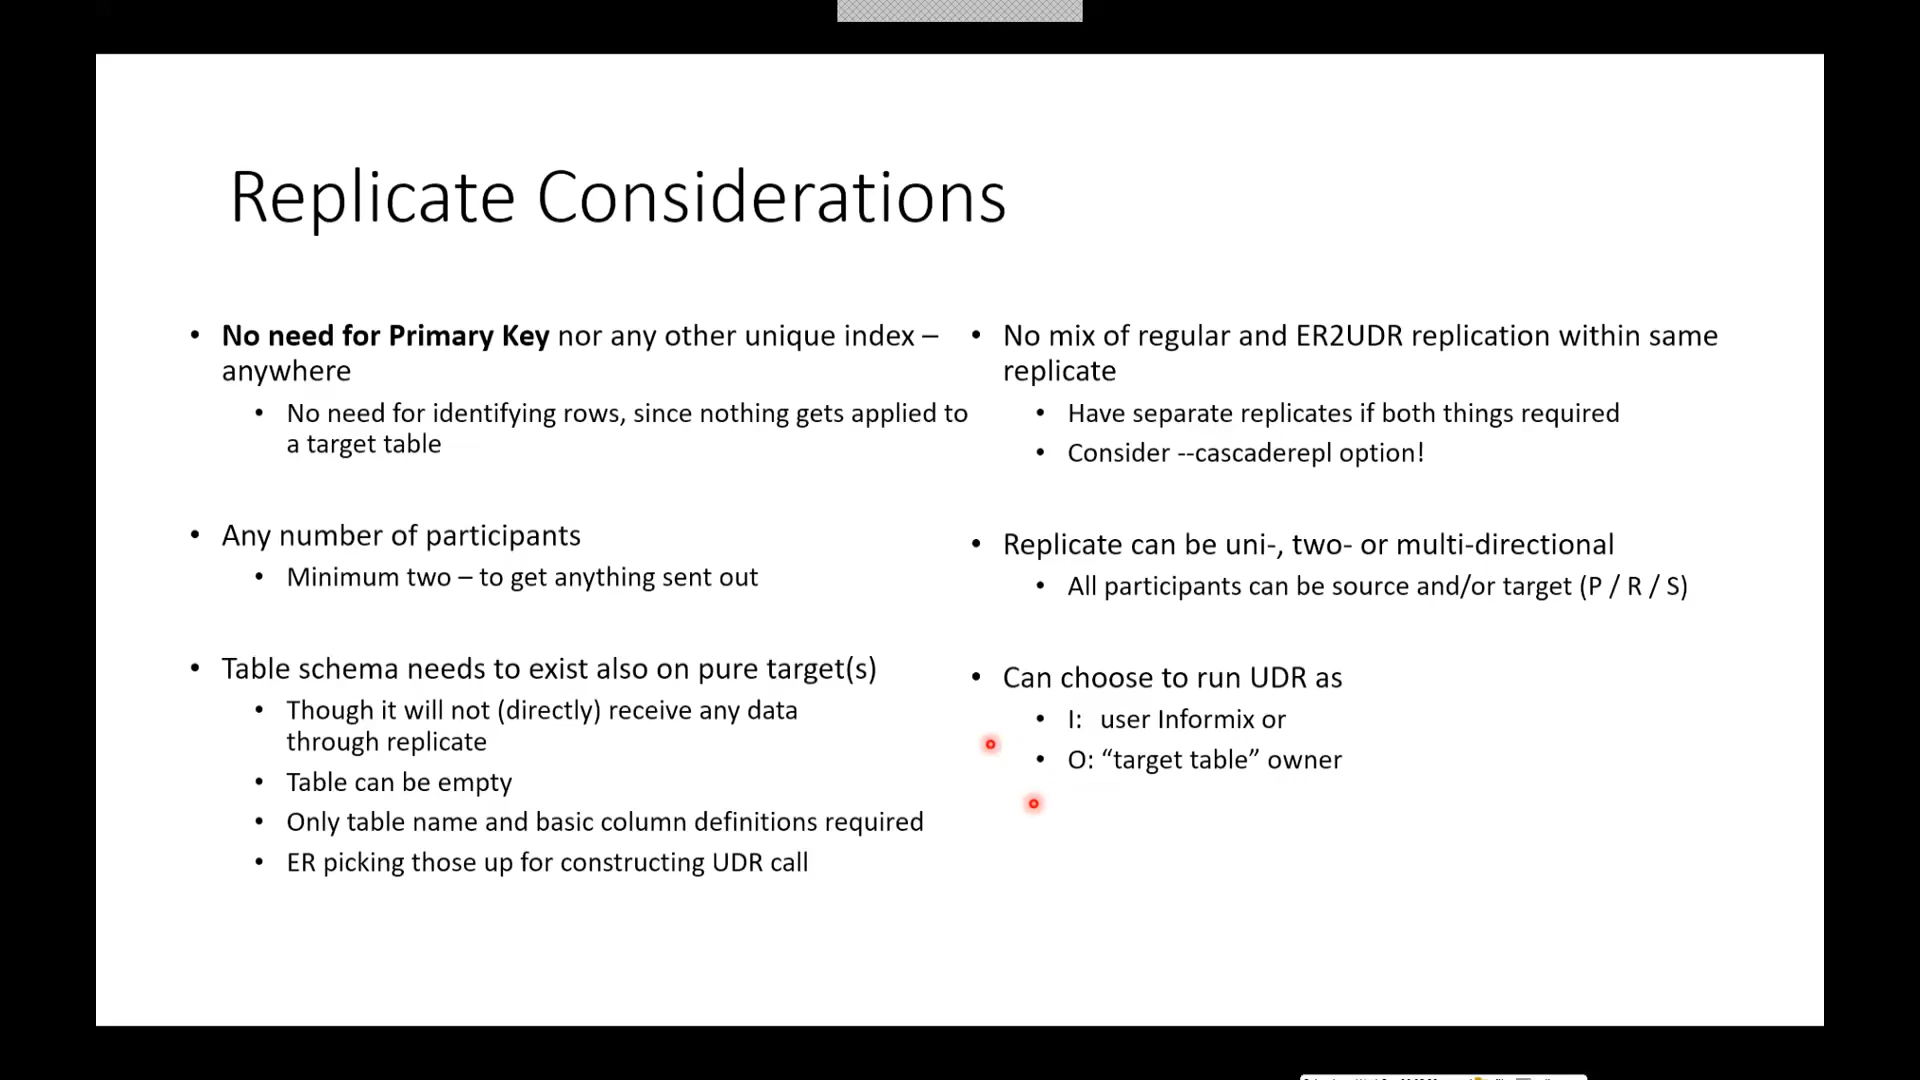 Replicate Considerations
• No need for Primary Key nor any other unique index –
anywhere
• No need for identifying rows, since nothing gets applied to
a target table
• Any number of participants
• Minimum two – to get anything sent out
• Table schema needs to exist also on pure target(s)
• Though it will not (directly) receive any data
through replicate
• Table can be empty
• Only table name and basic column definitions required
• ER picking those up for constructing UDR call
• No mix of regular and ER2UDR replication within same
replicate
• Have separate replicates if both things required
• Consider --cascaderepl option!
• Replicate can be uni-, two- or multi-directional
• All participants can be source and/or target (P / R / S)
• Can choose to run UDR as
• I: user Informix or
• O: “target table” owner